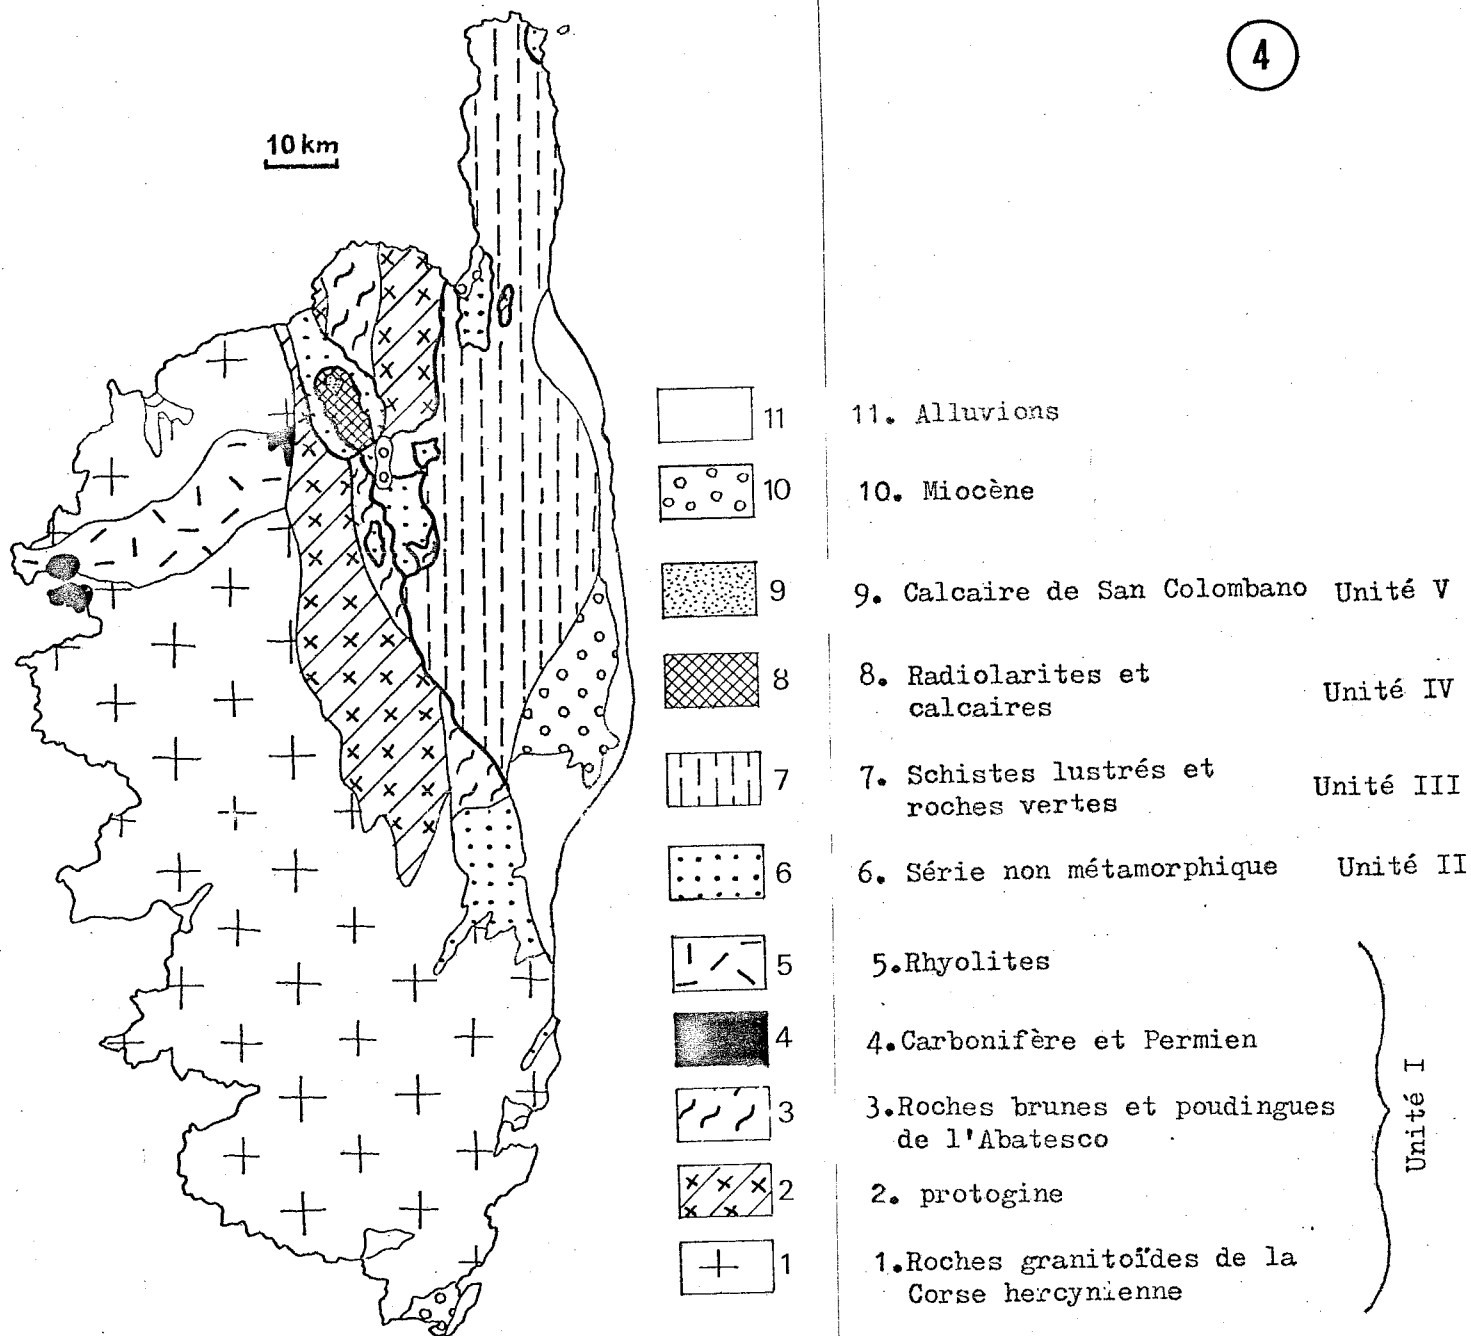 4
10 km
11 11. Alluvions
10 10. Miocène
9 9. Calcaire de San Colombano Unité V
8 8. Radiolarites et
calcaires Unité IV
7 7. Schistes lustrés et
roches vertes Unité III
6 6. Série non métamorphique Unité II
5 5.Rhyolites
4 4.Carbonifère et Permien
3 3.Roches brunes et poudingues
de l'Abatesco
2 2. protogine
1 1.Roches granitoïdes de la
Corse hercynienne
Unité I